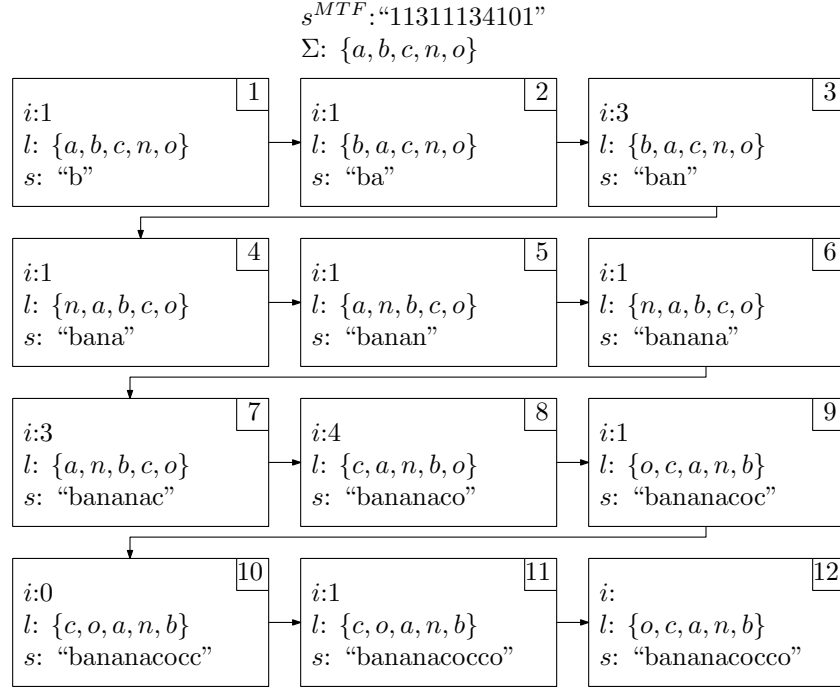 s^{MTF}:“11311134101”
Σ: {a, b, c, n, o}
1
i:1
l: {a, b, c, n, o}
s: “b”
2
i:1
l: {b, a, c, n, o}
s: “ba”
3
i:3
l: {b, a, c, n, o}
s: “ban”
4
i:1
l: {n, a, b, c, o}
s: “bana”
5
i:1
l: {a, n, b, c, o}
s: “banan”
6
i:1
l: {n, a, b, c, o}
s: “banana”
7
i:3
l: {a, n, b, c, o}
s: “bananac”
8
i:4
l: {c, a, n, b, o}
s: “bananaco”
9
i:1
l: {o, c, a, n, b}
s: “bananacoc”
10
i:0
l: {c, o, a, n, b}
s: “bananacocc”
11
i:1
l: {c, o, a, n, b}
s: “bananacocco”
12
i:
l: {o, c, a, n, b}
s: “bananacocco”